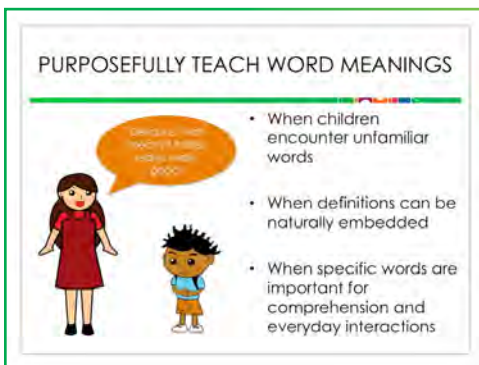 PURPOSEFULLY TEACH WORD MEANINGS
• When children
encounter unfamiliar
words
• When definitions can be
naturally embedded
• When specific words are
important for
comprehension and
everyday interactions